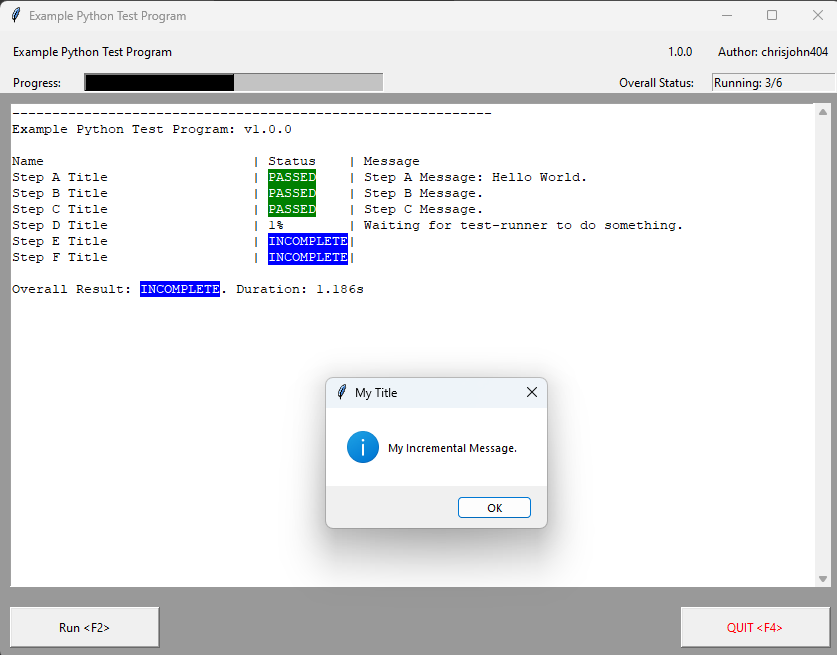 Example Python Test Program
Example Python Test Program 1.0.0 Author: chrisjohn404
Progress: Overall Status: Running: 3/6
------------------------------------------------------------
Example Python Test Program: v1.0.0
Name | Status | Message
Step A Title | PASSED | Step A Message: Hello World.
Step B Title | PASSED | Step B Message.
Step C Title | PASSED | Step C Message.
Step D Title | 1% | Waiting for test-runner to do something.
Step E Title | INCOMPLETE|
Step F Title | INCOMPLETE|
Overall Result: INCOMPLETE. Duration: 1.186s
My Title
My Incremental Message.
OK
Run <F2> QUIT <F4>